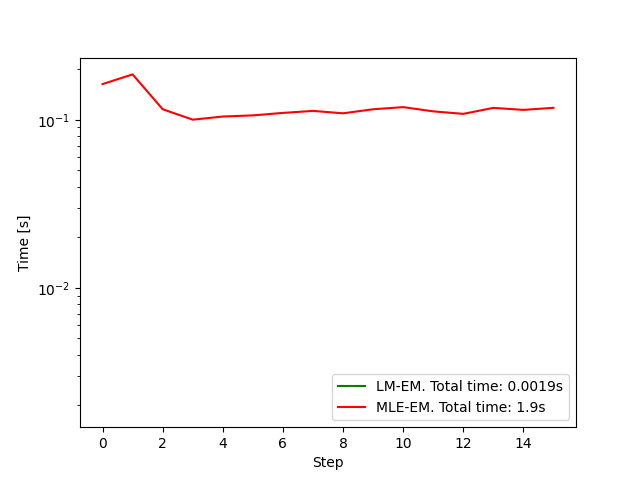 Time [s]
10⁻¹
10⁻²
0 2 4 6 8 10 12 14
Step
LM-EM. Total time: 0.0019s
MLE-EM. Total time: 1.9s